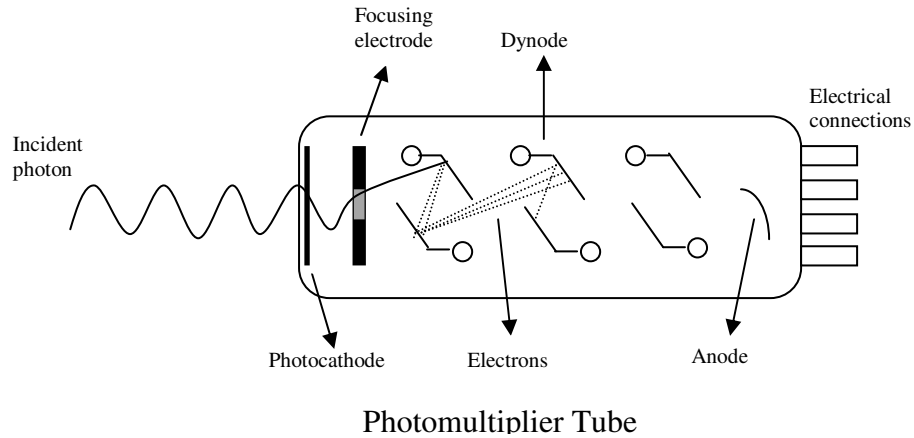 Focusing
electrode
Dynode
Electrical
connections
Incident
photon
Photocathode
Electrons
Anode
Photomultiplier Tube